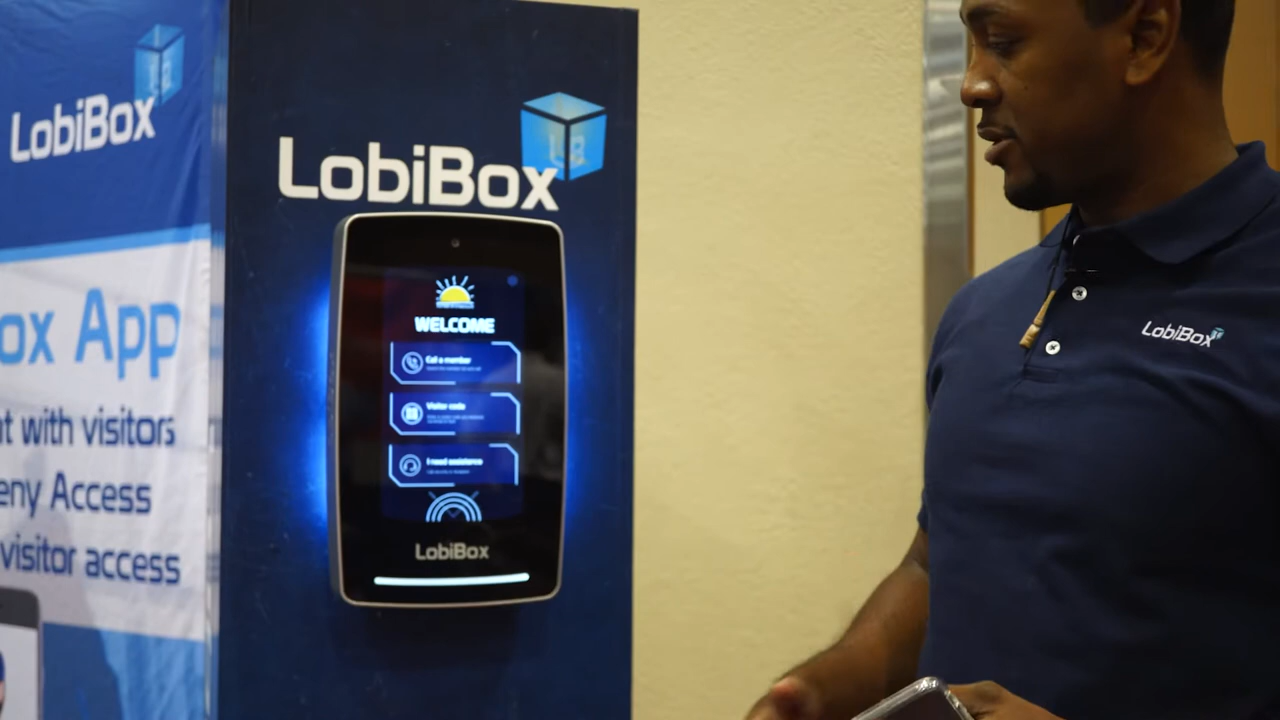 LobiBox
ox App
t with visitors
eny Access
visitor access
LobiBox
WELCOME
Call a member
Visitor code
I need assistance
LobiBox
LobiBox